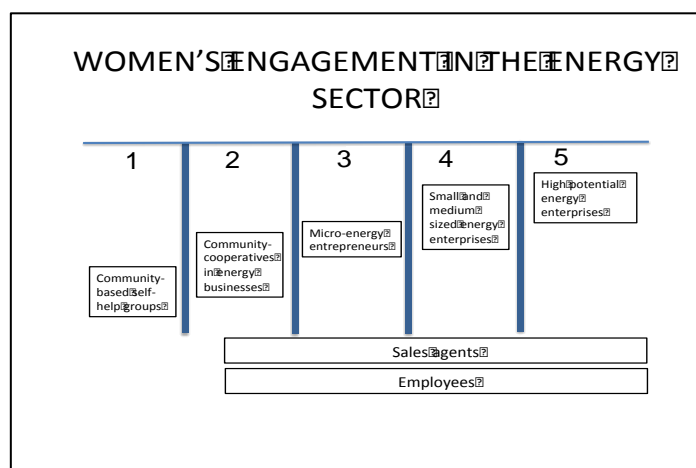 WOMEN'S ENGAGEMENT IN THE ENERGY
SECTOR
1
2
3
4
5
Community-
based self-
help groups
Community-
cooperatives
in energy
businesses
Micro-energy
entrepreneurs
Small and
medium
sized energy
enterprises
High potential
energy
enterprises
Sales agents
Employees